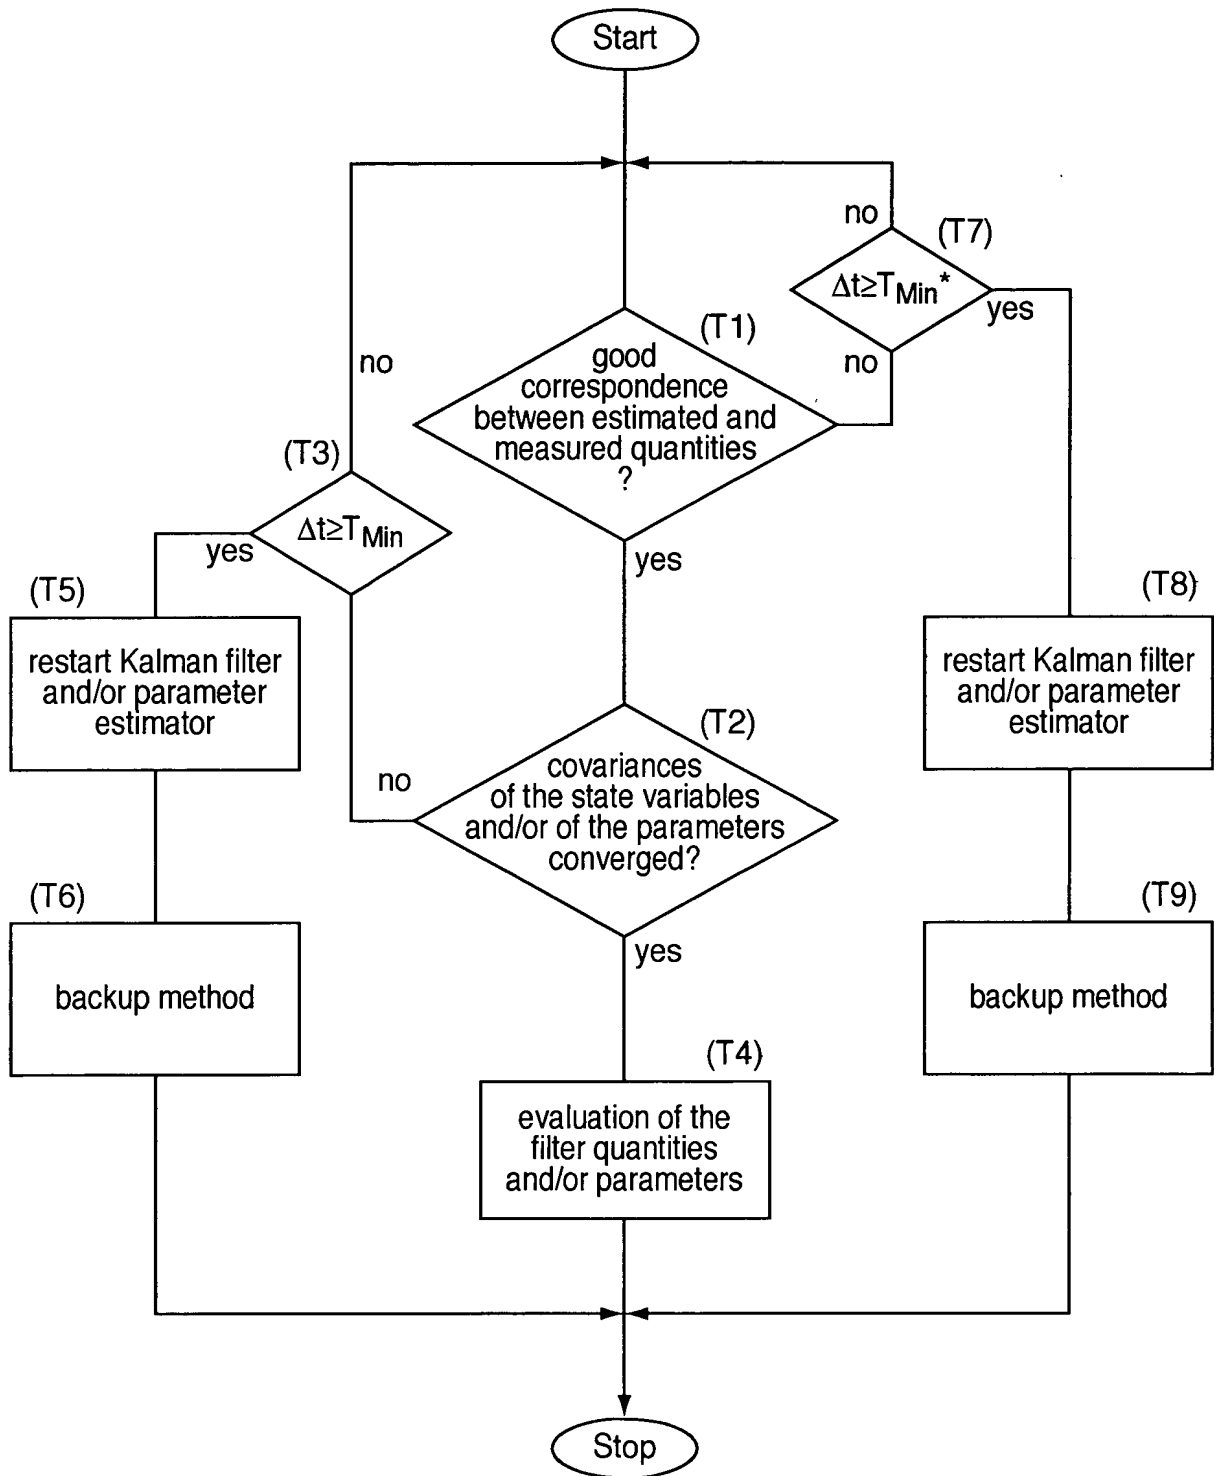 Start
no
(T7)
Δt≥TMin*
yes
no
(T1)
good
correspondence
between estimated and
measured quantities
?
no
(T3)
Δt≥TMin
yes
yes
(T5)
restart Kalman filter
and/or parameter
estimator
(T8)
restart Kalman filter
and/or parameter
estimator
(T2)
covariances
of the state variables
and/or of the parameters
converged?
no
yes
(T6)
backup method
(T9)
backup method
(T4)
evaluation of the
filter quantities
and/or parameters
Stop